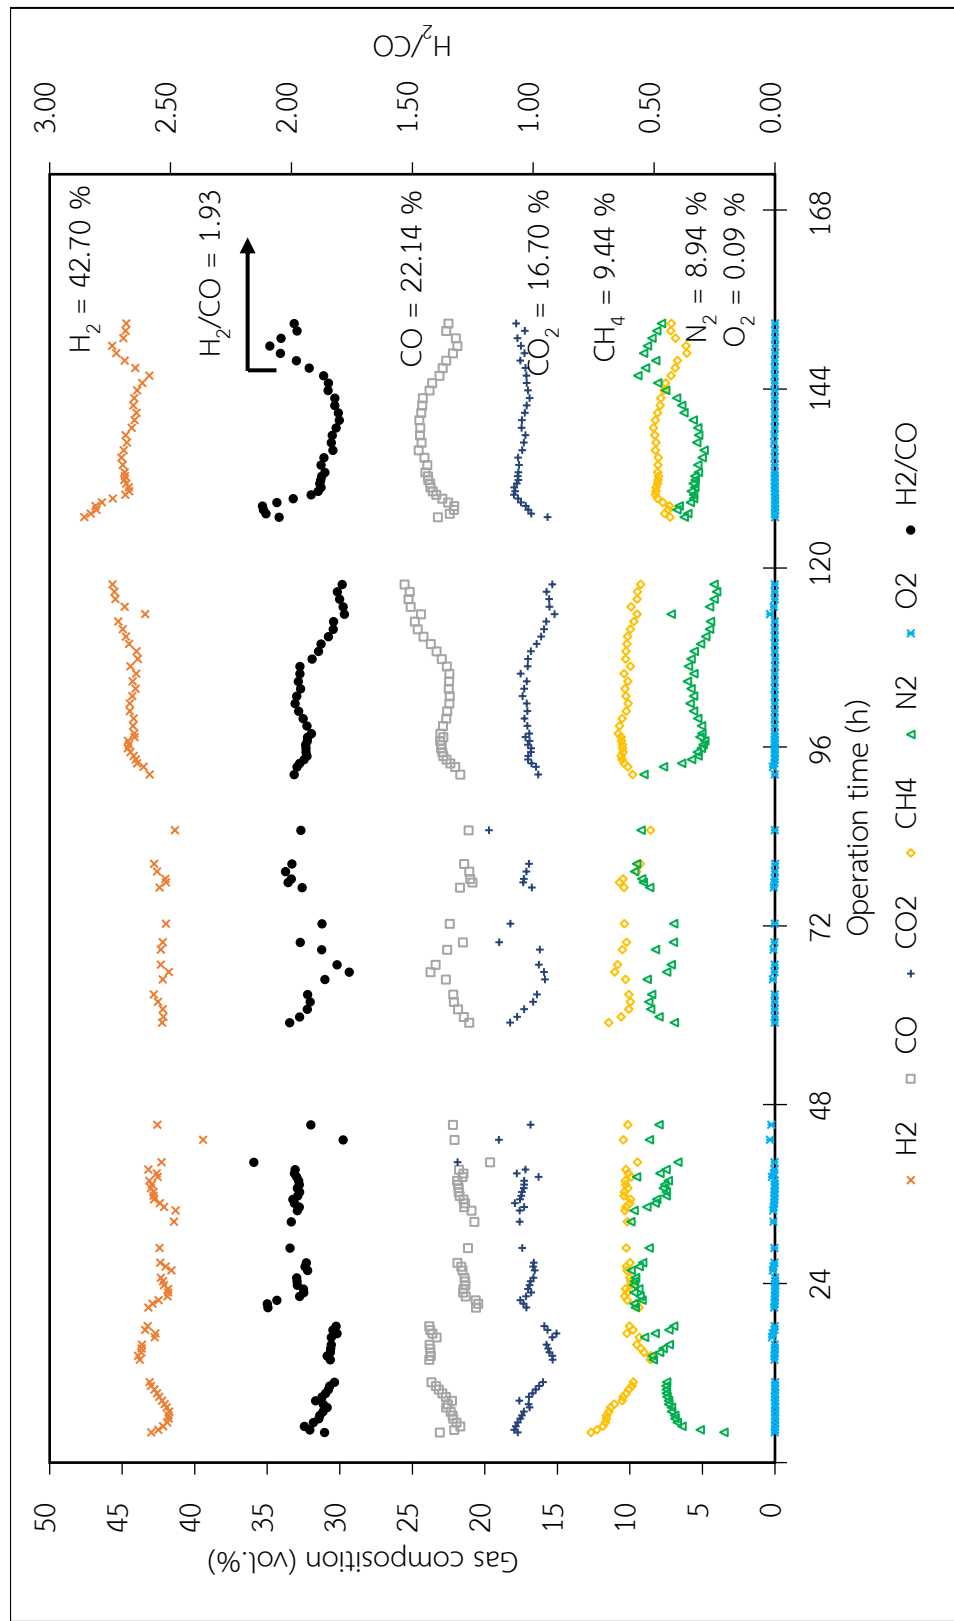 Gas composition (vol.%)
50
45
40
35
30
25
20
15
10
5
0
24
48
72
96
120
144
168
Operation time (h)
3.00
2.50
2.00
1.50
1.00
0.50
0.00
H2/CO
H2 = 42.70 %
H2/CO = 1.93
CO = 22.14 %
CO2 = 16.70 %
CH4 = 9.44 %
N2 = 8.94 %
O2 = 0.09 %
H2 CO CO2 CH4 N2 O2 H2/CO